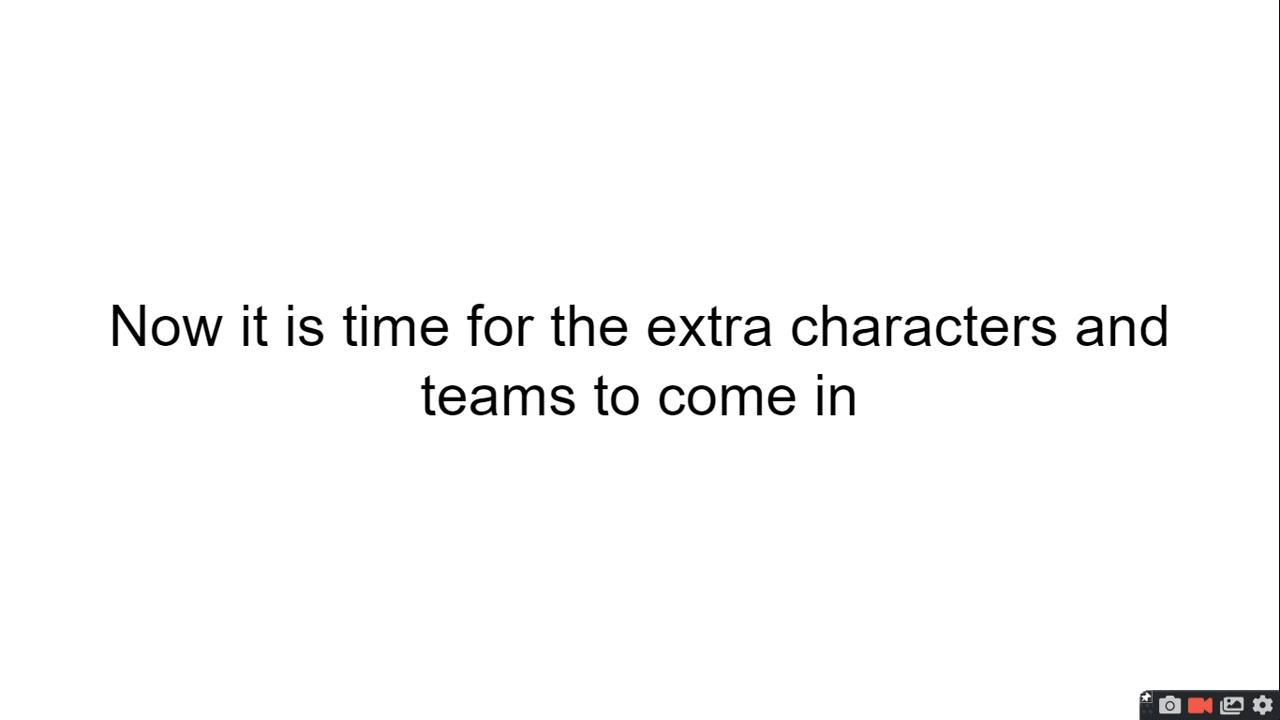 Now it is time for the extra characters and
teams to come in